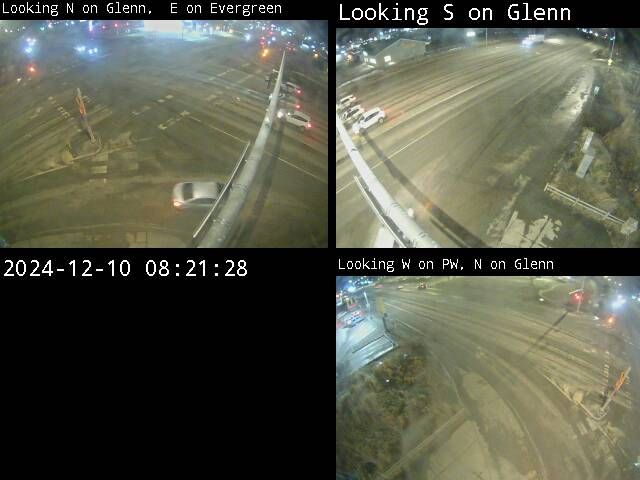 Looking N on Glenn,  E on Evergreen
Looking S on Glenn
2024-12-10 08:21:28
Looking W on PW, N on Glenn